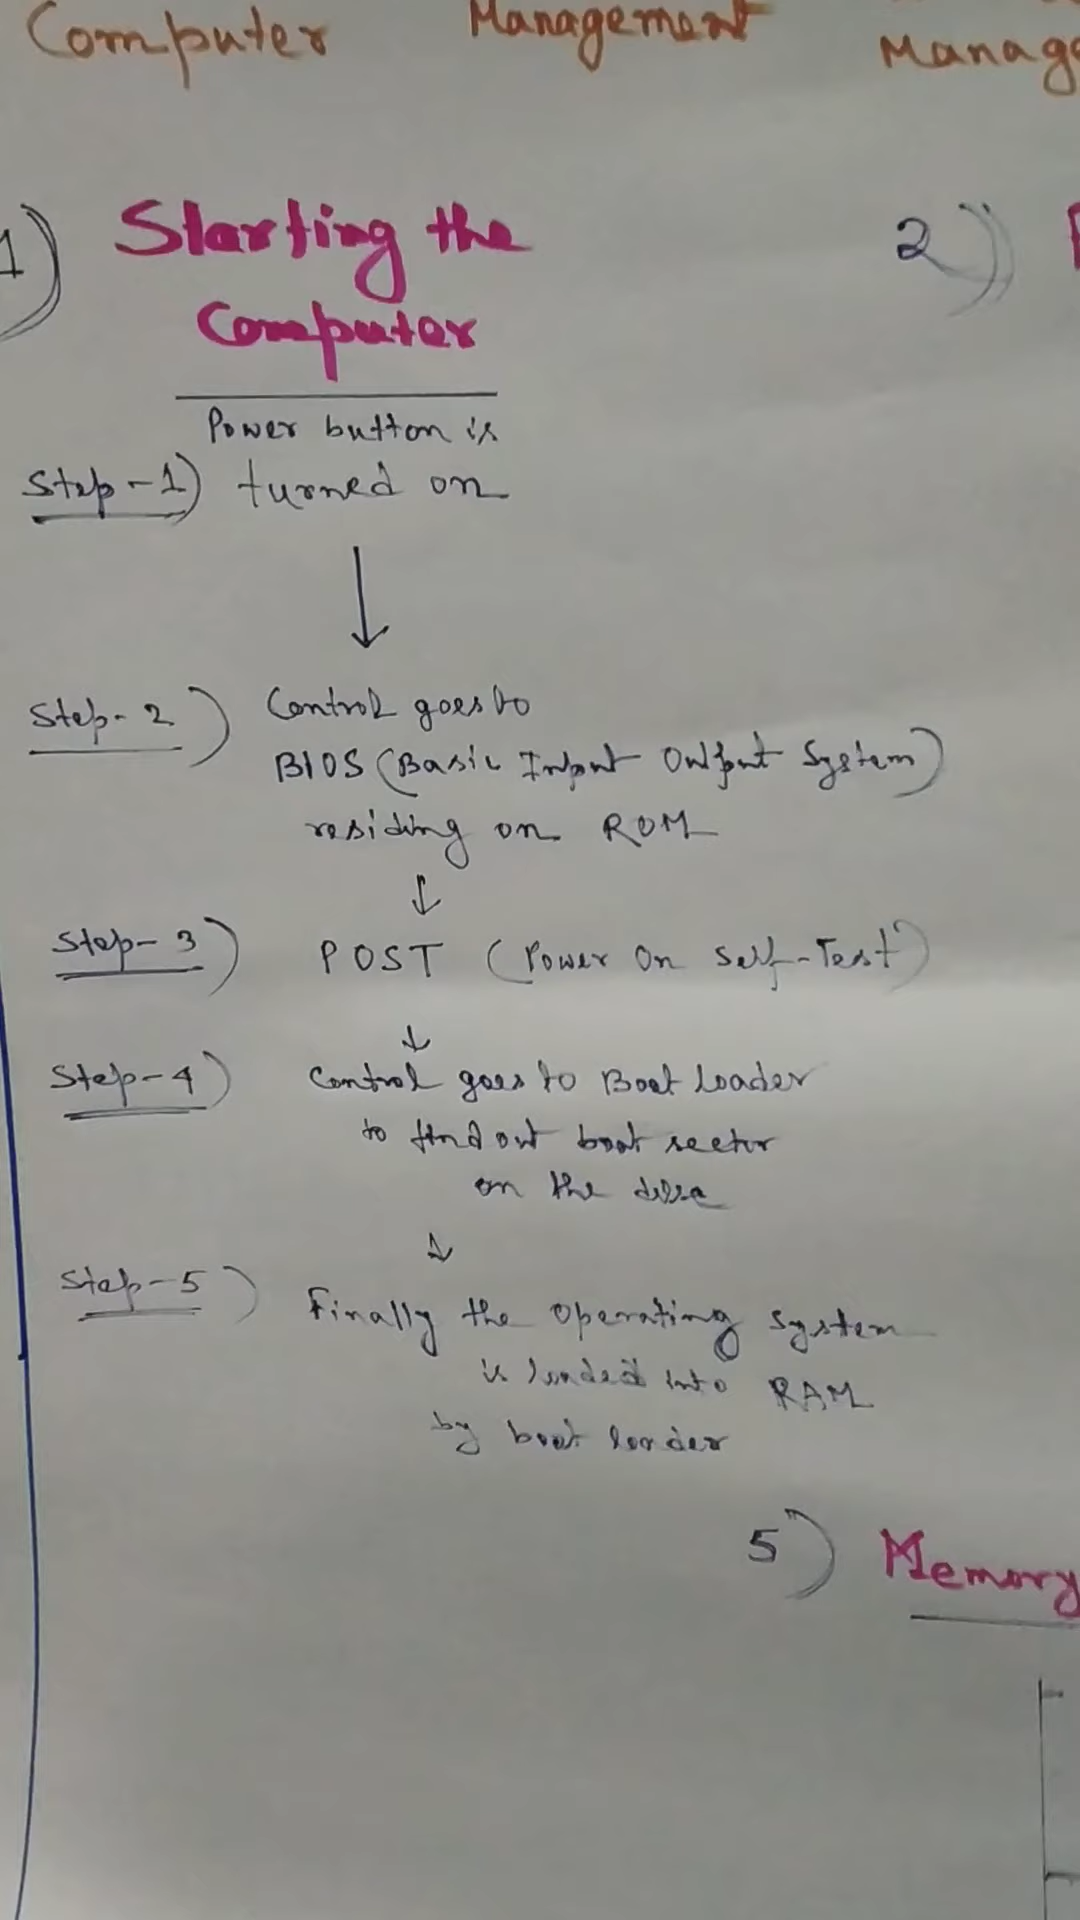 Computer Management Manage
1) Starting the
Computer
Power button is
Step-1) turned on
Step-2) Control goes to
BIOS (Basic Input Output System)
residing on ROM
Step-3) POST (Power On Self-Test)
Step-4) Control goes to Boot Loader
to find out boot sector
on the disc
Step-5) Finally the operating system
is loaded into RAM
by boot loader
2)
5) Memory